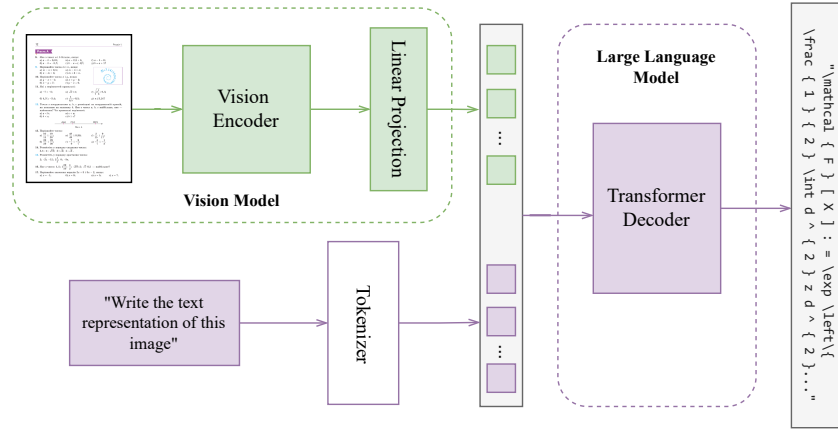 Vision
Encoder
Linear Projection
...
Vision Model
Large Language
Model
Transformer
Decoder
"Write the text
representation of this
image"
Tokenizer
...
"\mathcal { F } [ X ] : = \exp \left\{
\frac { 1 } { 2 } \int d ^ { 2 } z d ^ { 2 }..."